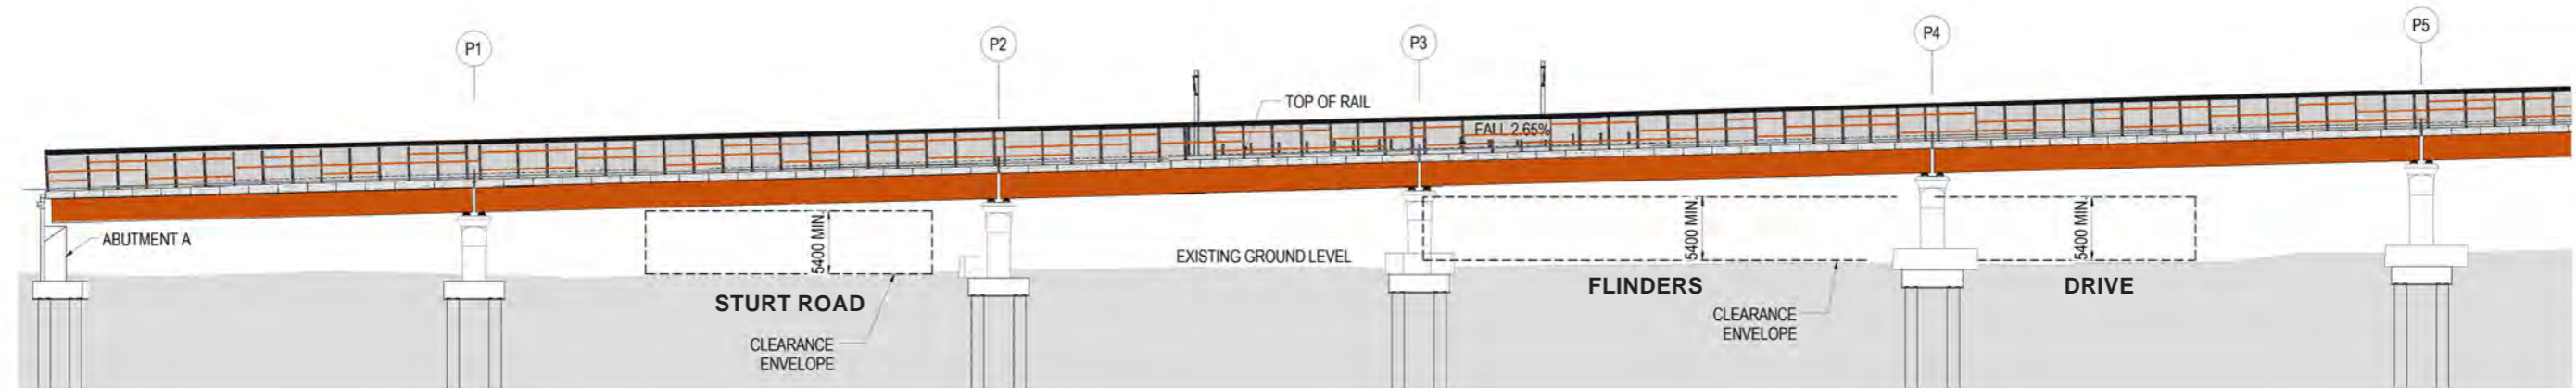 P1
P2
P3
P4
P5
TOP OF RAIL
FALL 2.65%
ABUTMENT A
5400 MIN
5400 MIN
5400 MIN
EXISTING GROUND LEVEL
STURT ROAD
FLINDERS
DRIVE
CLEARANCE
ENVELOPE
CLEARANCE
ENVELOPE